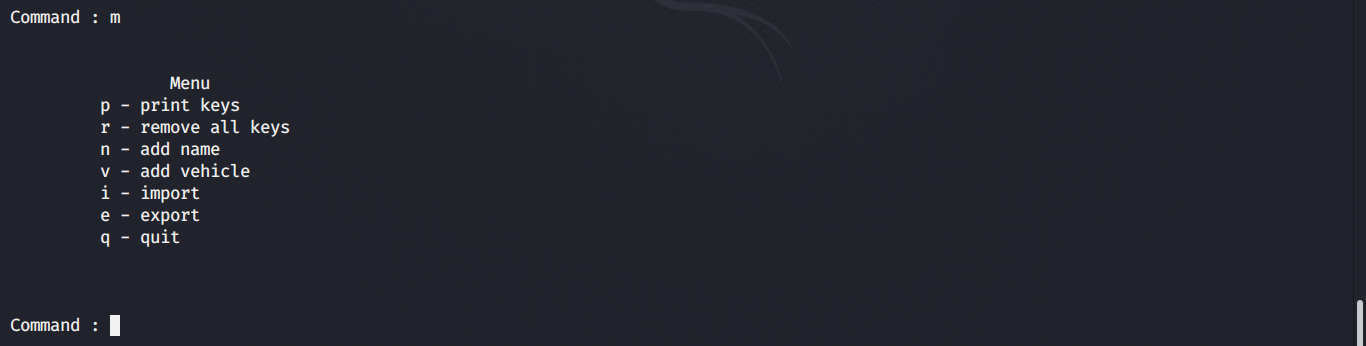 Command : m
Menu
p - print keys
r - remove all keys
n - add name
v - add vehicle
i - import
e - export
q - quit
Command :